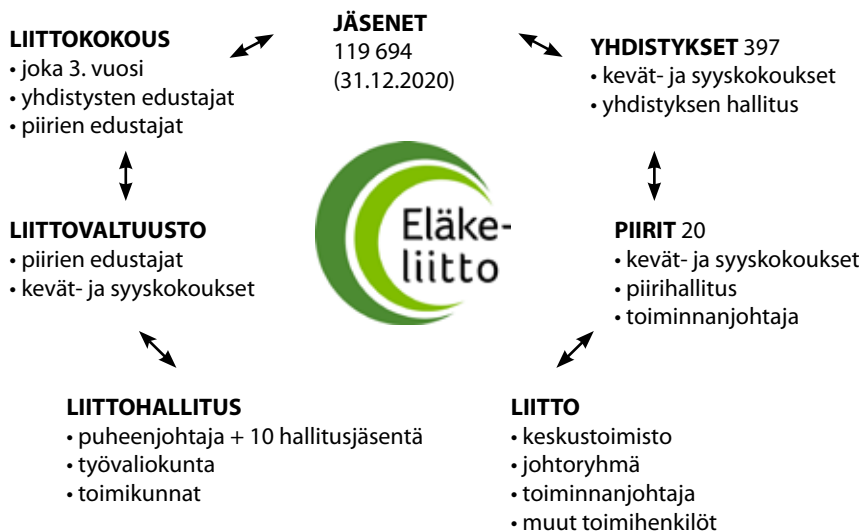 JÄSENET
119 694
(31.12.2020)
LIITTOKOKOUS
• joka 3. vuosi
• yhdistysten edustajat
• piirien edustajat
YHDISTYKSET 397
• kevät- ja syyskokoukset
• yhdistyksen hallitus
Eläke-
liitto
LIITTOVALTUUSTO
• piirien edustajat
• kevät- ja syyskokoukset
PIIRIT 20
• kevät- ja syyskokoukset
• piirihallitus
• toiminnanjohtaja
LIITTOHALLITUS
• puheenjohtaja + 10 hallitusjäsentä
• työvaliokunta
• toimikunnat
LIITTO
• keskustoimisto
• johtoryhmä
• toiminnanjohtaja
• muut toimihenkilöt